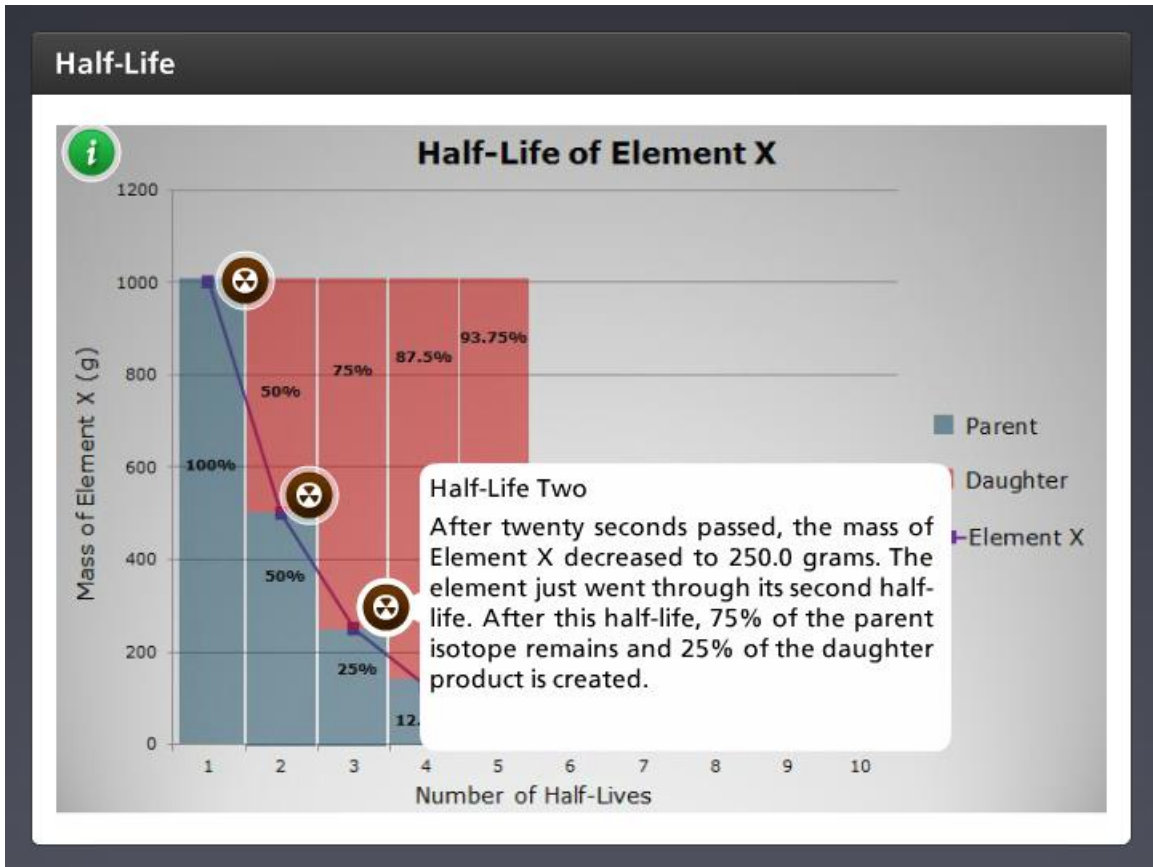 Half-Life
i
Half-Life of Element X
1200
1000
800
600
400
200
0
Mass of Element X (g)
100%
50%
50%
75%
25%
87.5%
12.
93.75%
Half-Life Two
After twenty seconds passed, the mass of
Element X decreased to 250.0 grams. The
element just went through its second half-
life. After this half-life, 75% of the parent
isotope remains and 25% of the daughter
product is created.
Parent
Daughter
Element X
1 2 3 4 5 6 7 8 9 10
Number of Half-Lives